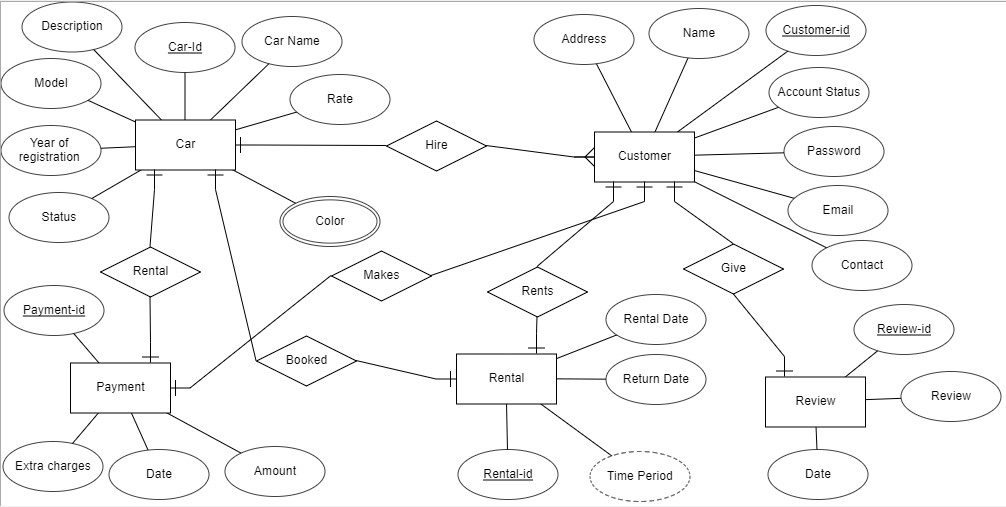 Description
Car-Id
Car Name
Address
Name
Customer-id
Model
Rate
Account Status
Year of
registration
Car
Hire
Customer
Password
Status
Color
Email
Rental
Makes
Rents
Give
Contact
Payment-id
Rental Date
Review-id
Booked
Payment
Rental
Return Date
Review
Review
Extra charges
Date
Amount
Rental-id
Time Period
Date